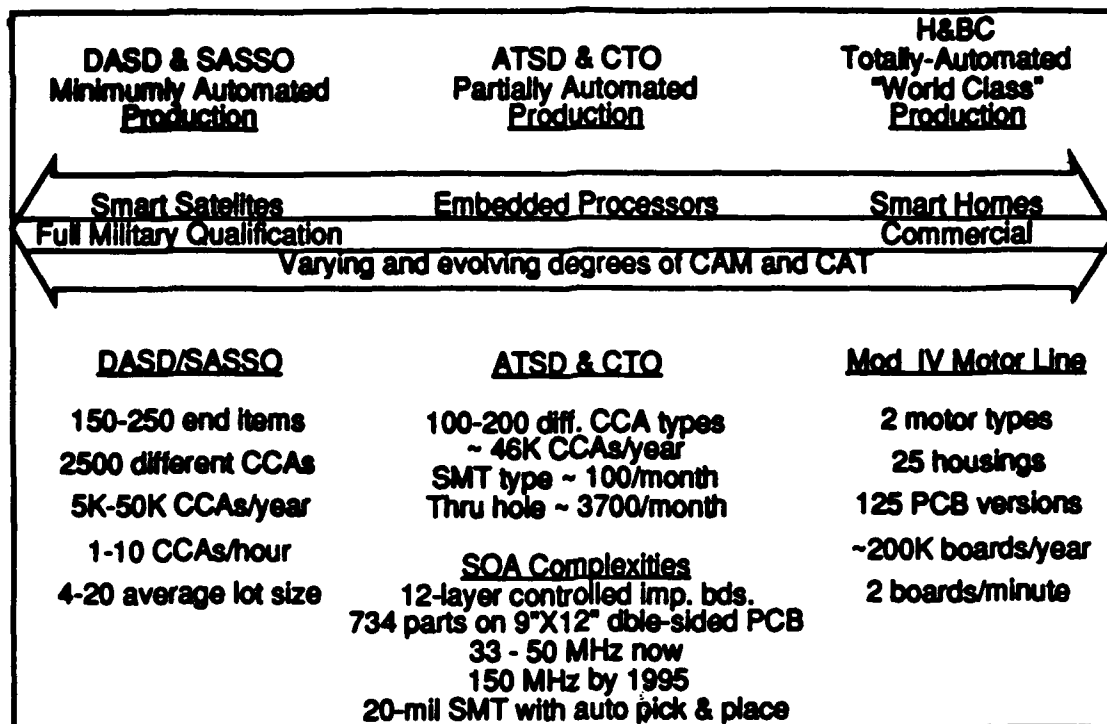 DASD & SASSO
Minimumly Automated
Production
ATSD & CTO
Partially Automated
Production
H&BC
Totally-Automated
"World Class"
Production
Smart Satelites
Embedded Processors
Smart Homes
Full Military Qualification
Commercial
Varying and evolving degrees of CAM and CAT
DASD/SASSO
150-250 end items
2500 different CCAs
5K-50K CCAs/year
1-10 CCAs/hour
4-20 average lot size
ATSD & CTO
100-200 diff. CCA types
~ 46K CCAs/year
SMT type ~ 100/month
Thru hole ~ 3700/month
SOA Complexities
12-layer controlled imp. bds.
734 parts on 9"X12" dble-sided PCB
33 - 50 MHz now
150 MHz by 1995
20-mil SMT with auto pick & place
Mod IV Motor Line
2 motor types
25 housings
125 PCB versions
~200K boards/year
2 boards/minute